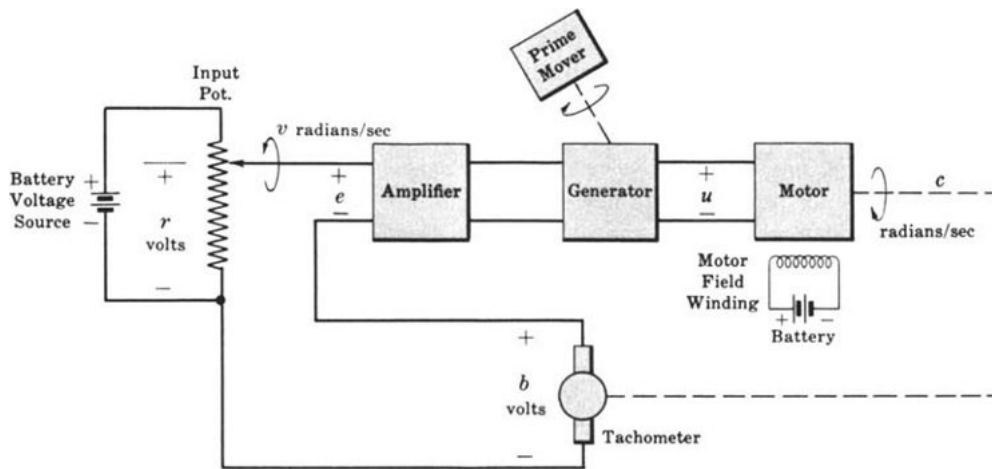 Prime
Mover
Input
Pot.
v radians/sec
Battery
Voltage
Source
+
−
+
r
volts
−
+
e
−
Amplifier
Generator
+
u
−
Motor
c
radians/sec
Motor
Field
Winding
+ −
Battery
+
b
volts
−
Tachometer